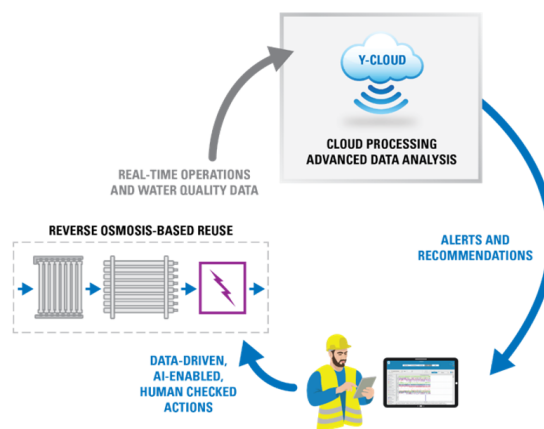 Y-CLOUD
CLOUD PROCESSING
ADVANCED DATA ANALYSIS
REAL-TIME OPERATIONS
AND WATER QUALITY DATA
REVERSE OSMOSIS-BASED REUSE
ALERTS AND
RECOMMENDATIONS
DATA-DRIVEN,
AI-ENABLED,
HUMAN CHECKED
ACTIONS